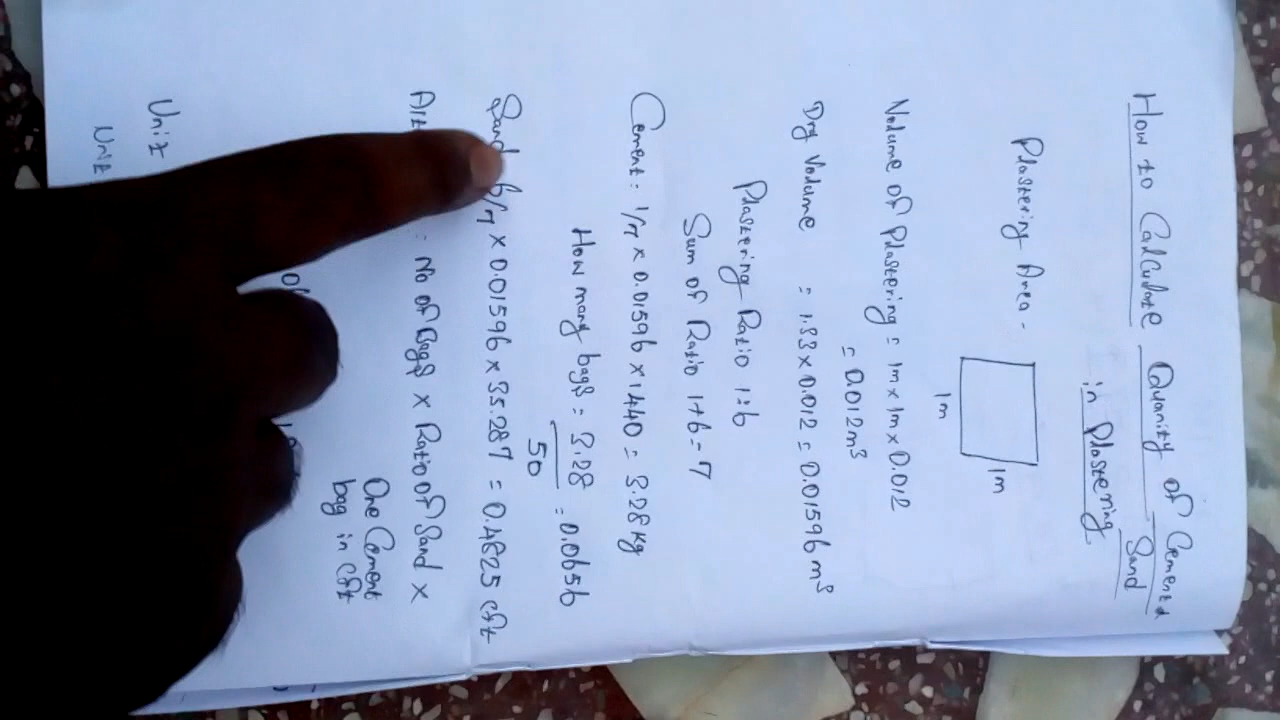 How to Calculate Quantity of Cement &
Sand
in Plastering
Plastering Area -
1m
1m
Volume of Plastering = 1m x 1m x 0.012
= 0.012m³
Dry Volume = 1.33 x 0.012 = 0.01596 m³
Plastering Ratio 1:6
Sum of Ratio 1+6-7
Cement : 1/7 x 0.01596 x 1440 = 3.28 kg
How many bags = 3.28 = 0.0656
50
Sand 6/7 x 0.01596 x 35.287 = 0.4825 cft
: No of Bags x Ratio of Sand x
One Cement
bag in cft
Unit
Unit